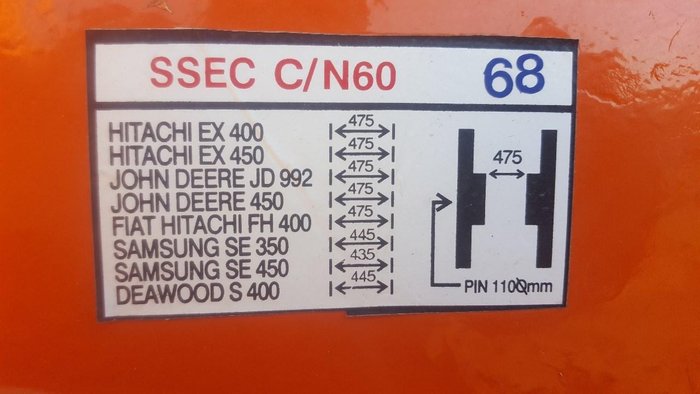 SSEC C/N60 68
HITACHI EX 400 475
HITACHI EX 450 475
JOHN DEERE JD 992 475
JOHN DEERE 450 475
FIAT HITACHI FH 400 475
SAMSUNG SE 350 445
SAMSUNG SE 450 435
DEAWOOD S 400 445
475
PIN 110Ømm